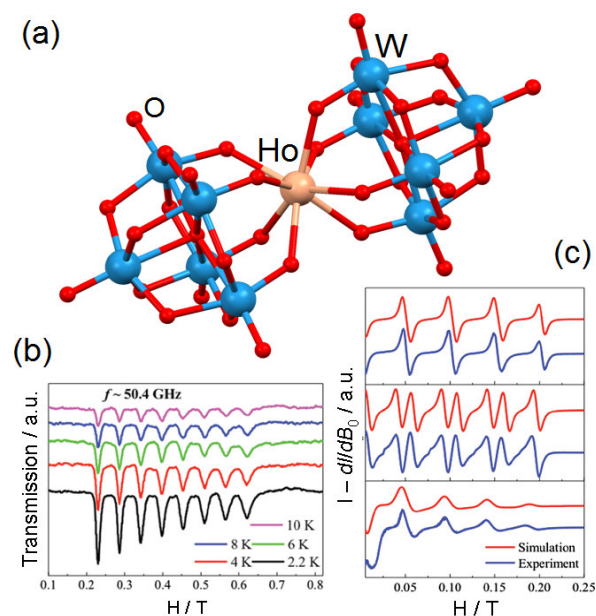 (a)
W
O
Ho
(c)
(b)
f ~ 50.4 GHz
Transmission / a.u.
10 K
8 K
6 K
4 K
2.2 K
0.1 0.2 0.3 0.4 0.5 0.6 0.7 0.8
H / T
I – dI/dB0 / a.u.
Simulation
Experiment
0.05 0.10 0.15 0.20 0.25
H / T